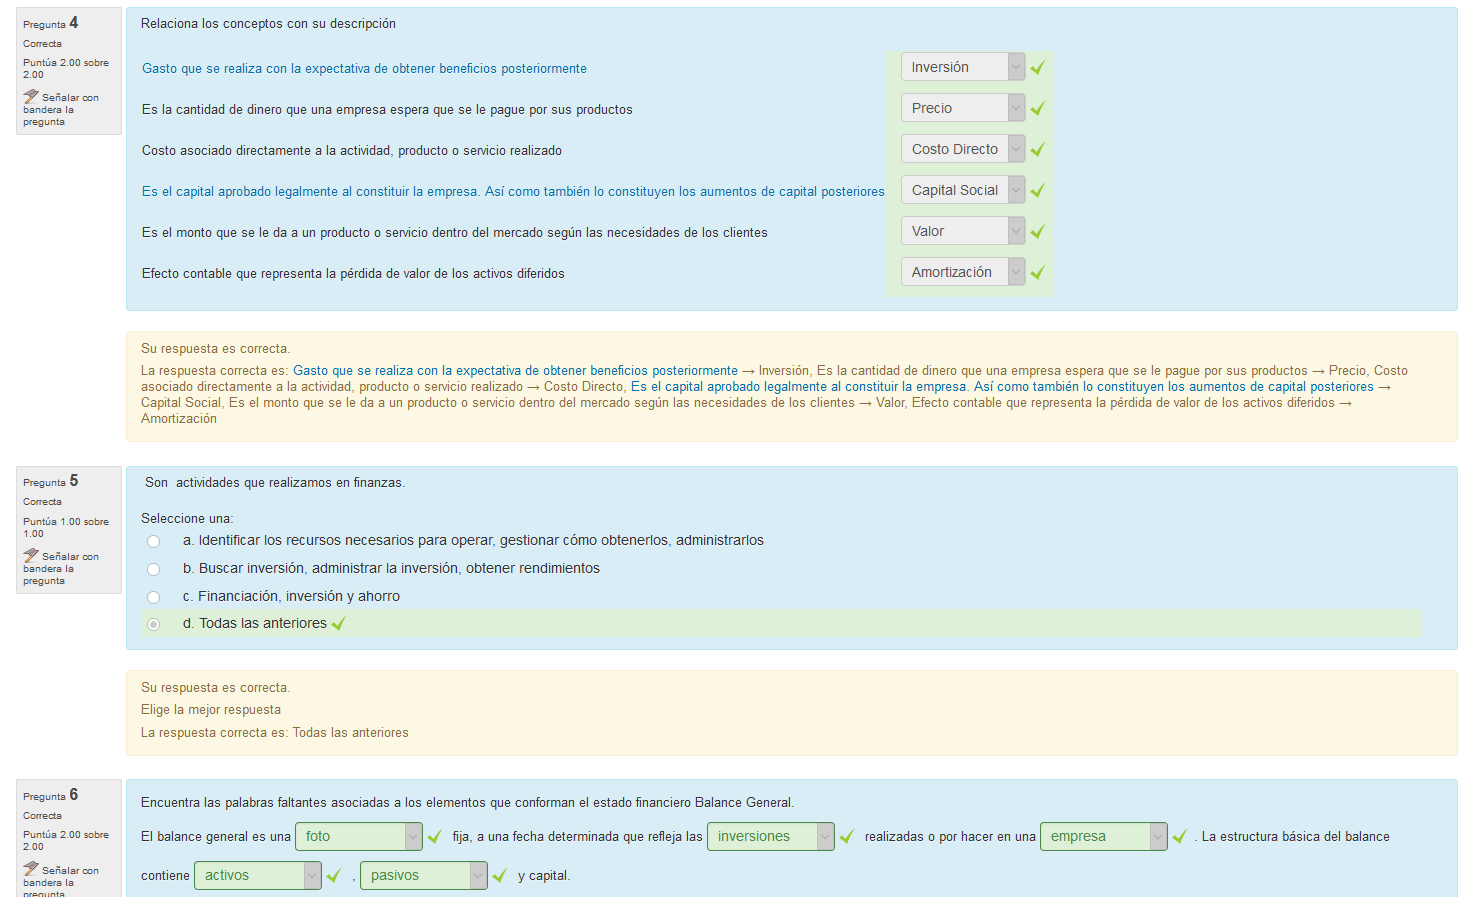 Pregunta 4
Correcta
Puntúa 2.00 sobre
2.00
Señalar con
bandera la
pregunta
Relaciona los conceptos con su descripción
Gasto que se realiza con la expectativa de obtener beneficios posteriormente
Inversión
Es la cantidad de dinero que una empresa espera que se le pague por sus productos
Precio
Costo asociado directamente a la actividad, producto o servicio realizado
Costo Directo
Es el capital aprobado legalmente al constituir la empresa. Así como también lo constituyen los aumentos de capital posteriores
Capital Social
Es el monto que se le da a un producto o servicio dentro del mercado según las necesidades de los clientes
Valor
Efecto contable que representa la pérdida de valor de los activos diferidos
Amortización
Su respuesta es correcta.
La respuesta correcta es: Gasto que se realiza con la expectativa de obtener beneficios posteriormente → Inversión, Es la cantidad de dinero que una empresa espera que se le pague por sus productos → Precio, Costo
asociado directamente a la actividad, producto o servicio realizado → Costo Directo, Es el capital aprobado legalmente al constituir la empresa. Así como también lo constituyen los aumentos de capital posteriores →
Capital Social, Es el monto que se le da a un producto o servicio dentro del mercado según las necesidades de los clientes → Valor, Efecto contable que representa la pérdida de valor de los activos diferidos →
Amortización
Pregunta 5
Correcta
Puntúa 1.00 sobre
1.00
Señalar con
bandera la
pregunta
Son actividades que realizamos en finanzas.
Seleccione una:
a. Identificar los recursos necesarios para operar, gestionar cómo obtenerlos, administrarlos
b. Buscar inversión, administrar la inversión, obtener rendimientos
c. Financiación, inversión y ahorro
d. Todas las anteriores
Su respuesta es correcta.
Elige la mejor respuesta
La respuesta correcta es: Todas las anteriores
Pregunta 6
Correcta
Puntúa 2.00 sobre
2.00
Señalar con
bandera la
pregunta
Encuentra las palabras faltantes asociadas a los elementos que conforman el estado financiero Balance General.
El balance general es una foto fija, a una fecha determinada que refleja las inversiones realizadas o por hacer en una empresa . La estructura básica del balance
contiene activos , pasivos y capital.